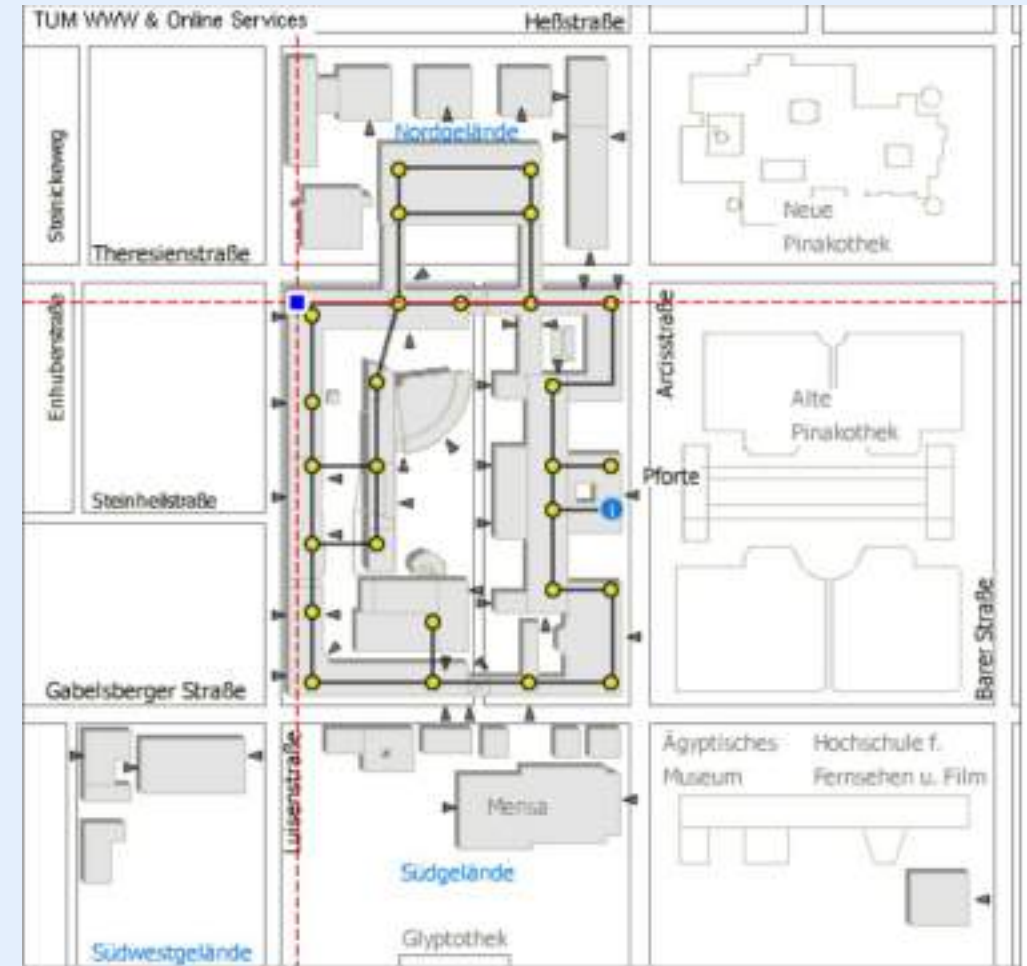 TUM WWW & Online Services
Heßstraße
Nordgelände
Steinickeweg
Neue
Pinakothek
Theresienstraße
Enhuberstraße
Arcisstraße
Alte
Pinakothek
Pforte
Steinheilstraße
i
Barer Straße
Gabelsberger Straße
Luisenstraße
Ägyptisches
Museum
Hochschule f.
Fernsehen u. Film
Mensa
Südgelände
Glyptothek
Südwestgelände